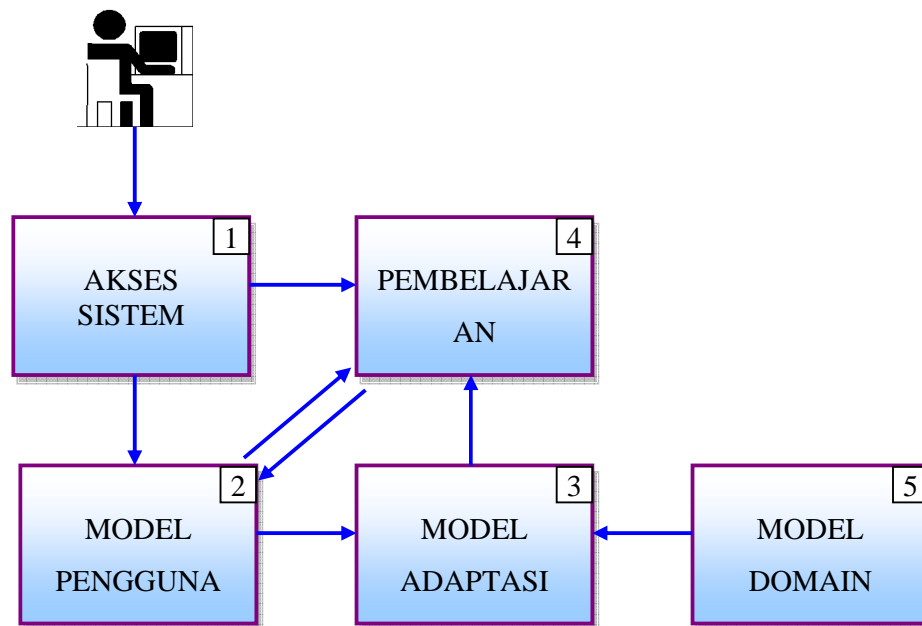 1
AKSES
SISTEM
4
PEMBELAJAR
AN
2
MODEL
PENGGUNA
3
MODEL
ADAPTASI
5
MODEL
DOMAIN